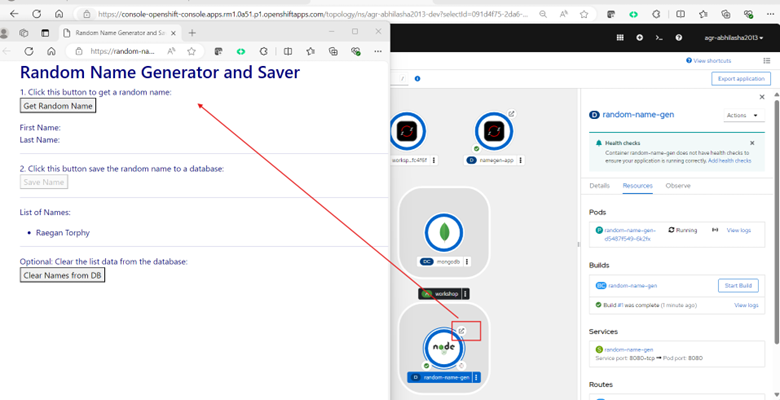 https://console-openshift-console.apps.rm1.0a51.p1.openshiftapps.com/topology/ns/agr-abhilasha2013-dev?selectId=091d4f75-2da6-...
Random Name Generator and Sav
https://random-na...
Random Name Generator and Saver
1. Click this button to get a random name:
Get Random Name
First Name:
Last Name:
2. Click this button save the random name to a database:
Save Name
List of Names:
Raegan Torphy
Optional: Clear the list data from the database:
Clear Names from DB
agr-abhilasha2013
View shortcuts
Export application
worksp...fc4f6f
D namegen-app
DC mongodb
A workshop
node
D random-name-gen
D random-name-gen
Actions
Health checks
Container random-name-gen does not have health checks to
ensure your application is running correctly. Add health checks
Details Resources Observe
Pods
P random-name-gen-
d5487f549-6k2fx
Running
View logs
Builds
BC random-name-gen
Start Build
Build #1 was complete (1 minute ago)
View logs
Services
S random-name-gen
Service port: 8080-tcp → Pod port: 8080
Routes